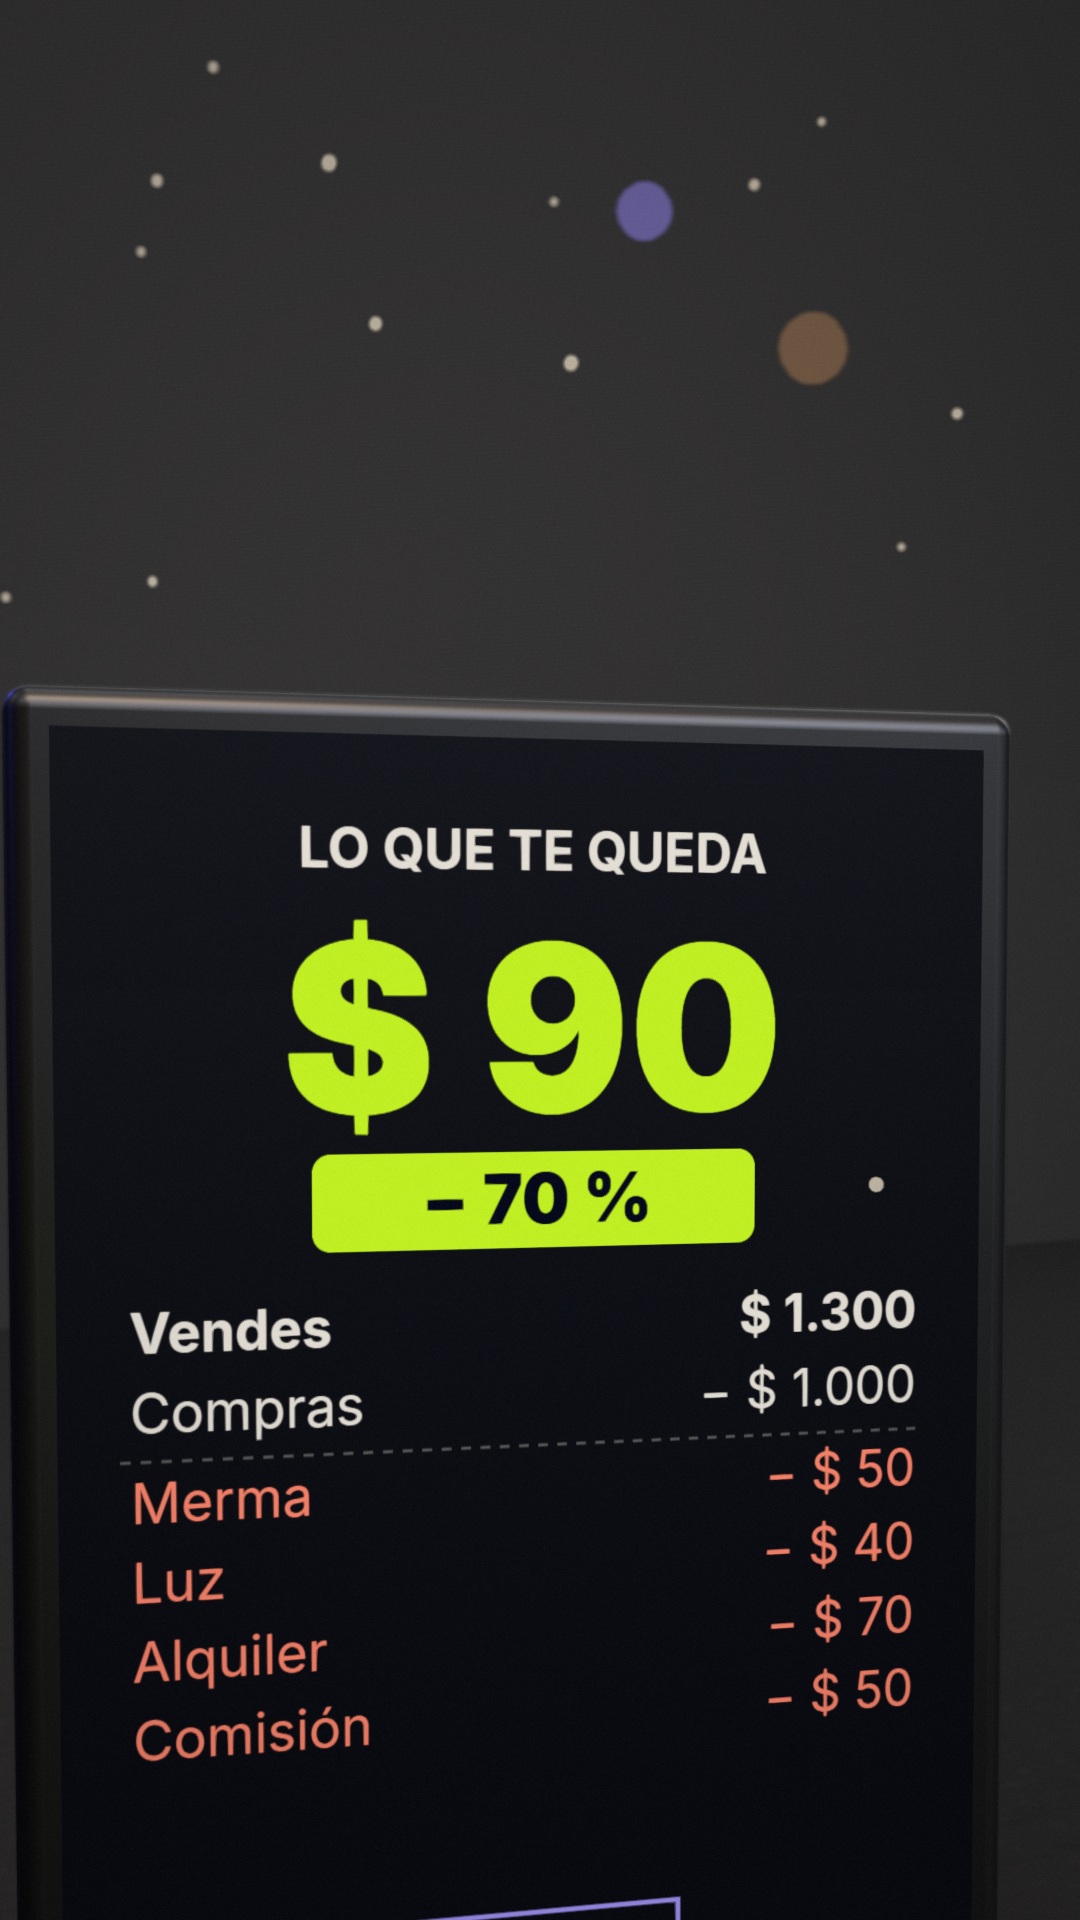 LO QUE TE QUEDA
$ 90
– 70 %
Vendes $ 1.300
Compras – $ 1.000
Merma – $ 50
Luz – $ 40
Alquiler – $ 70
Comisión – $ 50